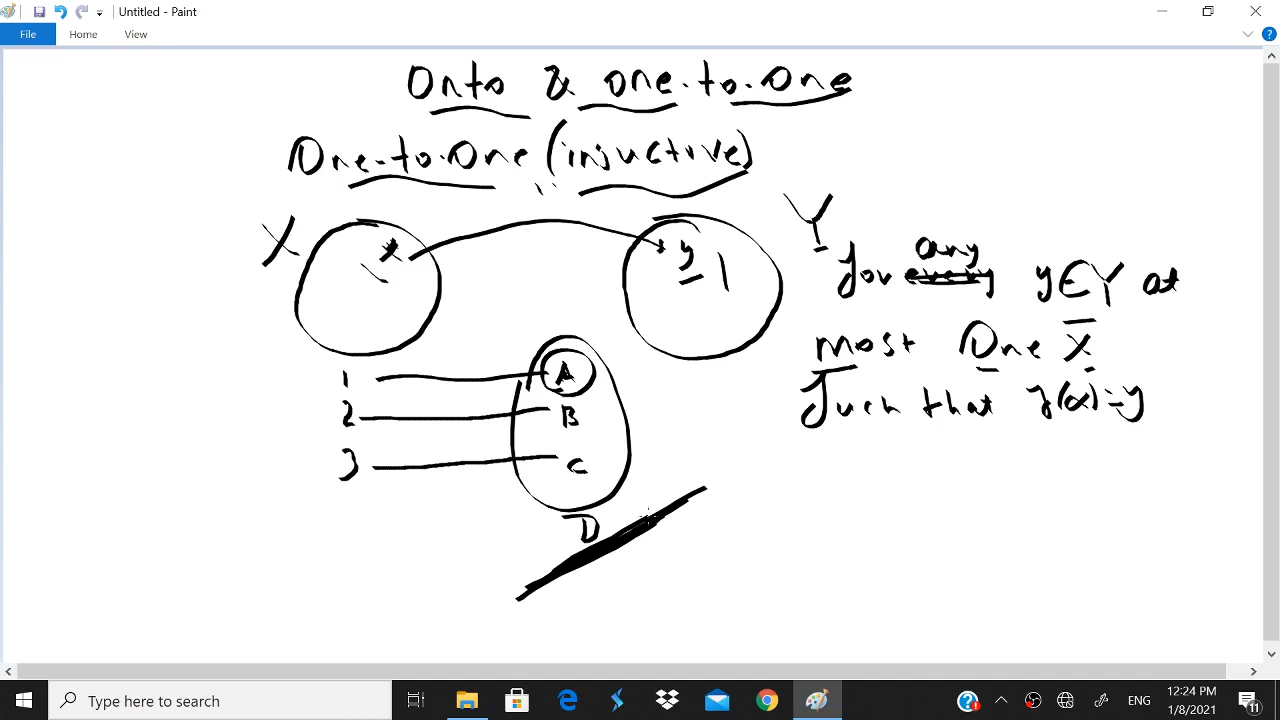 Untitled - Paint
File Home View
Onto & one-to-One
One-to-One (injuctive)
X x y Y
for any every y∈Y at
most One X
Such that f(x)=y
1 A
2 B
3 C
D
Type here to search
ENG
12:24 PM
1/8/2021
11